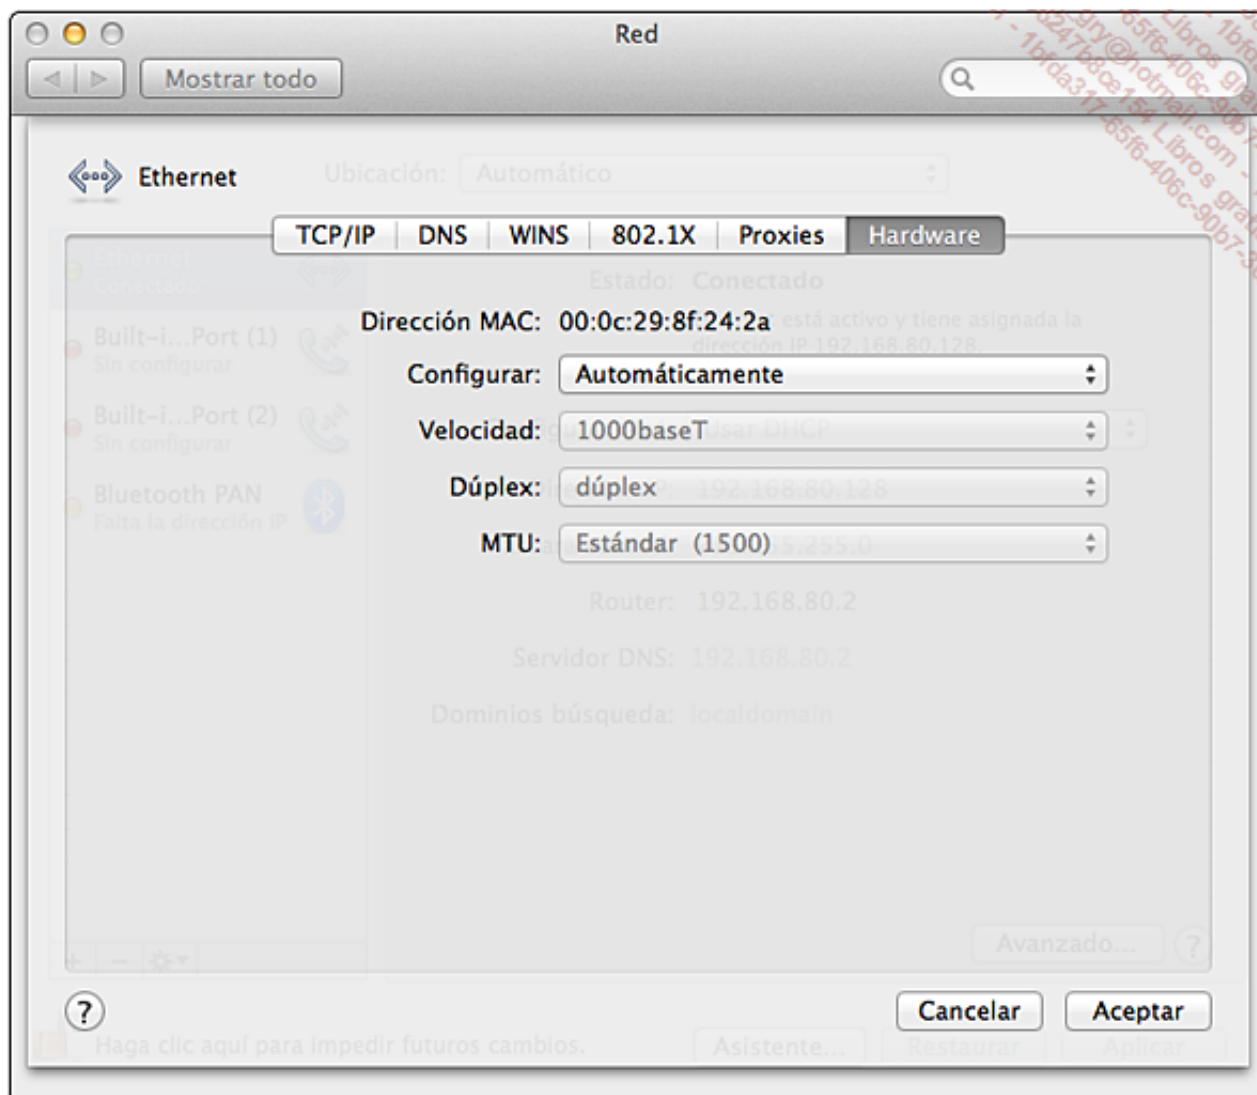 Red
Mostrar todo
Ethernet
Ubicación: Automático
TCP/IP DNS WINS 802.1X Proxies Hardware
Ethernet
Conectado
Estado: Conectado
Dirección MAC: 00:0c:29:8f:24:2a
está activo y tiene asignada la
dirección IP 192.168.80.128.
Built-i...Port (1)
Sin configurar
Configurar: Automáticamente
Built-i...Port (2)
Sin configurar
Velocidad: 1000baseT
Usar DHCP
Bluetooth PAN
Falta la dirección IP
Dúplex: dúplex
192.168.80.128
MTU: Estándar (1500)
Router: 192.168.80.2
Servidor DNS: 192.168.80.2
Dominios búsqueda: localdomain
Avanzado...
?
+ −
? Cancelar Aceptar
Haga clic aquí para impedir futuros cambios.
Asistente... Restaurar Aplicar